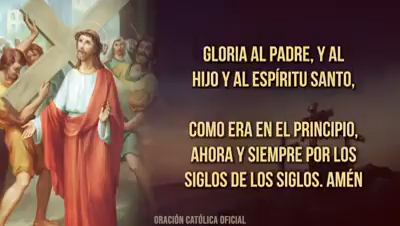 GLORIA AL PADRE, Y AL
HIJO Y AL ESPÍRITU SANTO,
COMO ERA EN EL PRINCIPIO,
AHORA Y SIEMPRE POR LOS
SIGLOS DE LOS SIGLOS. AMÉN
ORACIÓN CATÓLICA OFICIAL